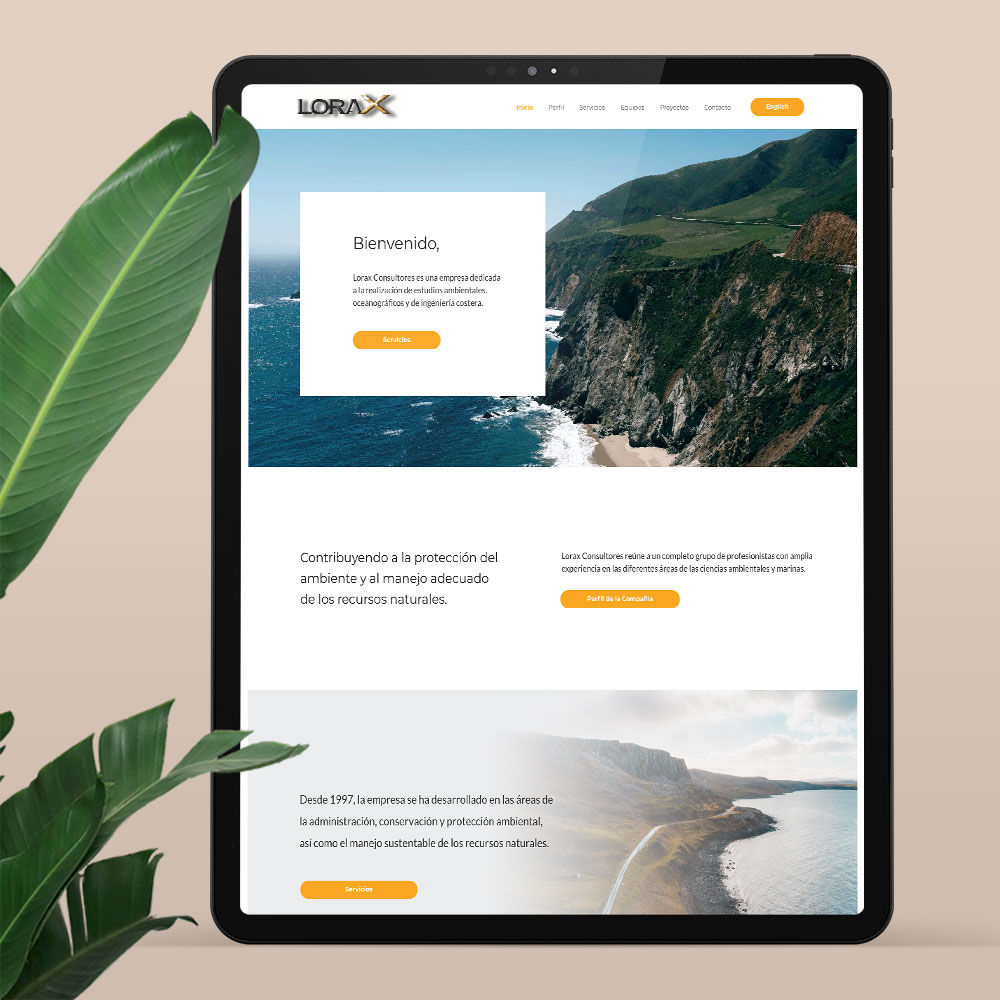 LORAX
Inicio Perfil Servicios Equipos Proyectos Contacto English
Bienvenido,
Lorax Consultores es una empresa dedicada
a la realización de estudios ambientales,
oceanográficos y de ingeniería costera.
Servicios
Contribuyendo a la protección del
ambiente y al manejo adecuado
de los recursos naturales.
Lorax Consultores reúne a un completo grupo de profesionistas con amplia
experiencia en las diferentes áreas de las ciencias ambientales y marinas.
Perfil de la Compañía
Desde 1997, la empresa se ha desarrollado en las áreas de
la administración, conservación y protección ambiental,
así como el manejo sustentable de los recursos naturales.
Servicios